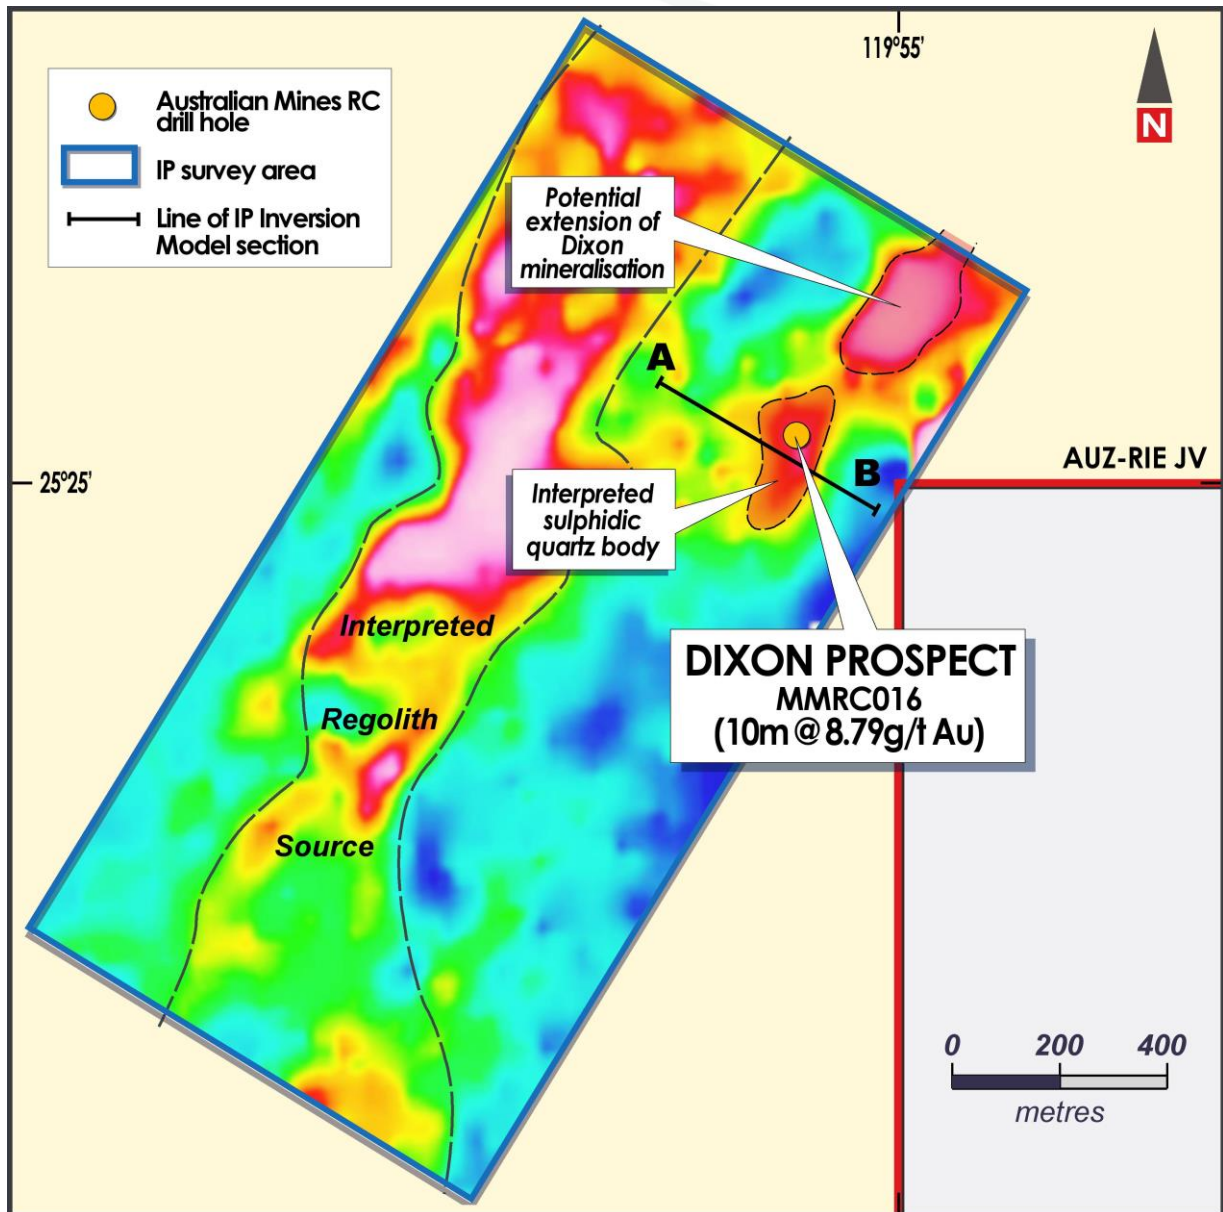 119°55'
N
Australian Mines RC
drill hole
IP survey area
Line of IP Inversion
Model section
Potential
extension of
Dixon
mineralisation
A
B
AUZ-RIE JV
25°25'
Interpreted
sulphidic
quartz body
Interpreted
Regolith
Source
DIXON PROSPECT
MMRC016
(10m @ 8.79g/t Au)
0 200 400
metres